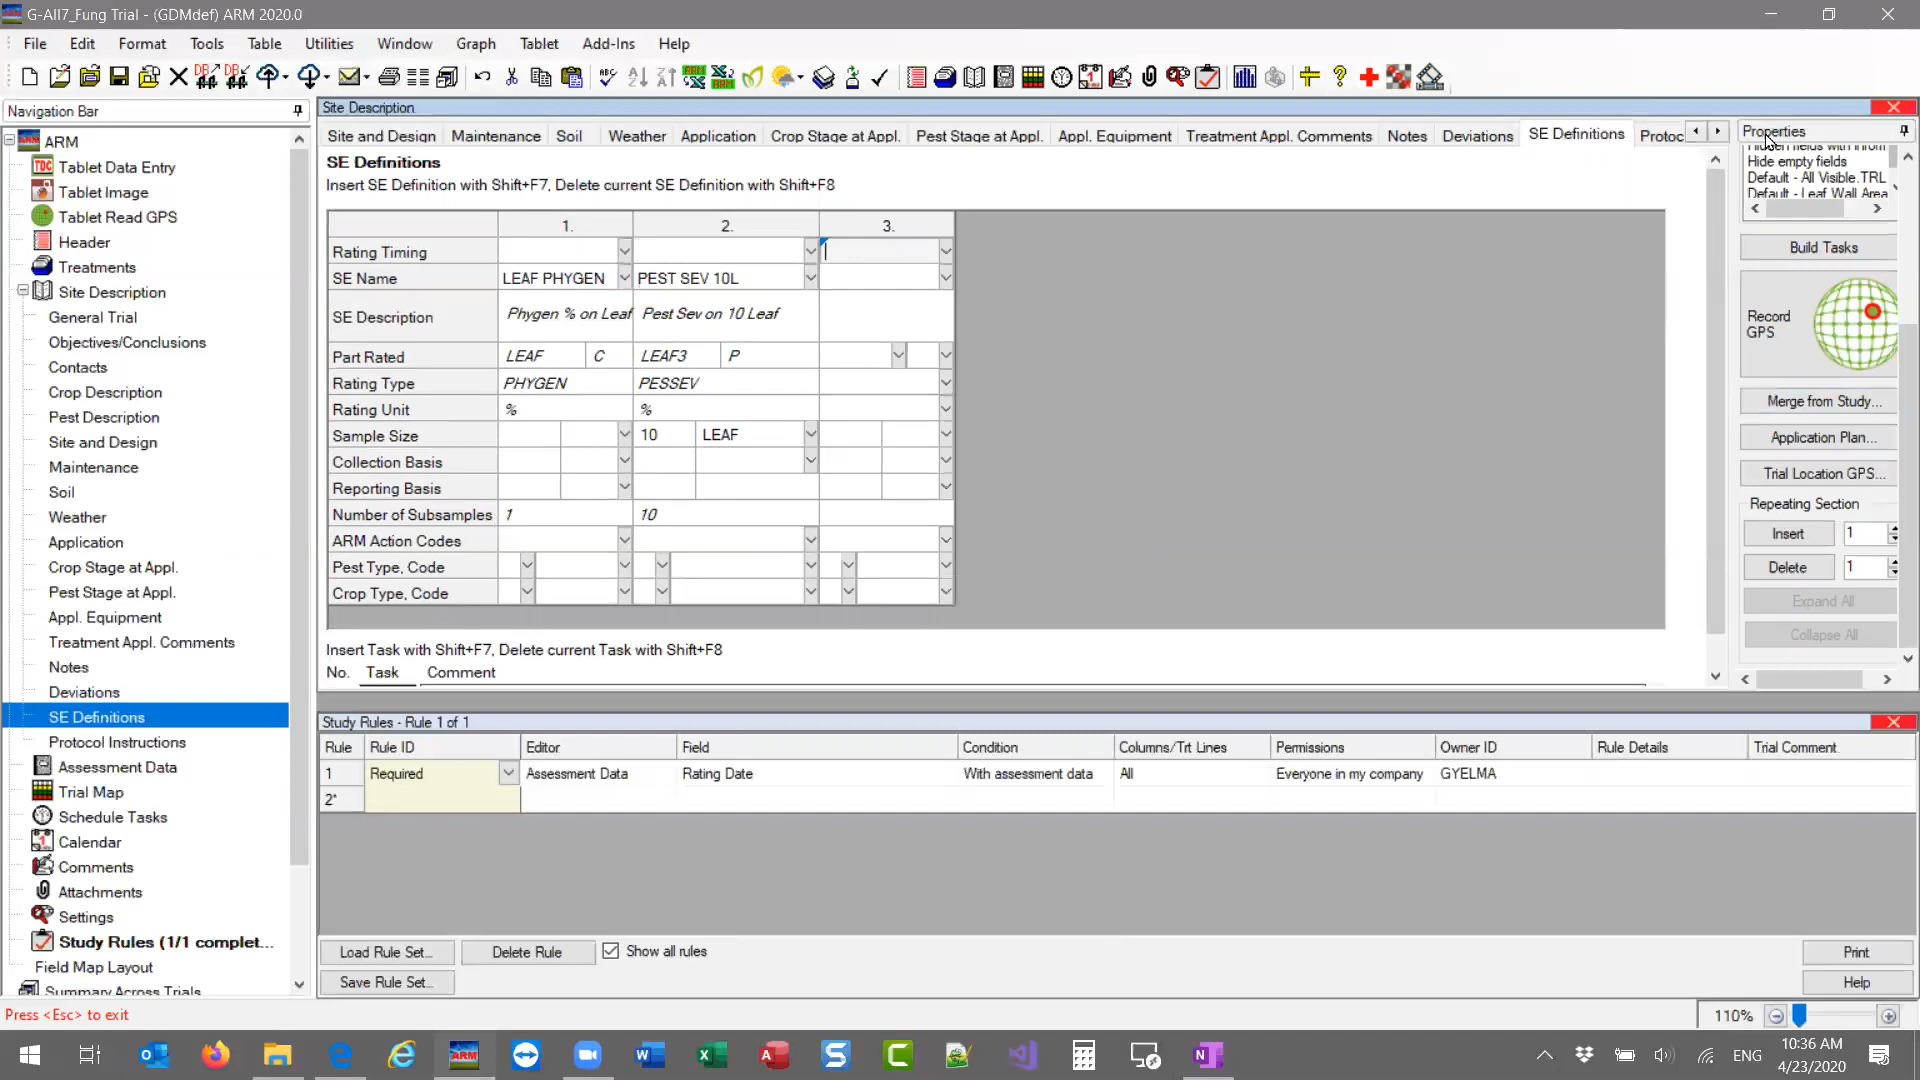 G-All7_Fung Trial - (GDMdef) ARM 2020.0
File Edit Format Tools Table Utilities Window Graph Tablet Add-Ins Help
Navigation Bar
ARM
Tablet Data Entry
Tablet Image
Tablet Read GPS
Header
Treatments
Site Description
General Trial
Objectives/Conclusions
Contacts
Crop Description
Pest Description
Site and Design
Maintenance
Soil
Weather
Application
Crop Stage at Appl.
Pest Stage at Appl.
Appl. Equipment
Treatment Appl. Comments
Notes
Deviations
SE Definitions
Protocol Instructions
Assessment Data
Trial Map
Schedule Tasks
Calendar
Comments
Attachments
Settings
Study Rules (1/1 complet...
Field Map Layout
Summary Across Trials
Site Description
Site and Design Maintenance Soil Weather Application Crop Stage at Appl. Pest Stage at Appl. Appl. Equipment Treatment Appl. Comments Notes Deviations SE Definitions Protoc
SE Definitions
Insert SE Definition with Shift+F7, Delete current SE Definition with Shift+F8
1. 2. 3.
Rating Timing
SE Name LEAF PHYGEN PEST SEV 10L
SE Description Phygen % on Leaf Pest Sev on 10 Leaf
Part Rated LEAF C LEAF3 P
Rating Type PHYGEN PESSEV
Rating Unit % %
Sample Size 10 LEAF
Collection Basis
Reporting Basis
Number of Subsamples 1 10
ARM Action Codes
Pest Type, Code
Crop Type, Code
Insert Task with Shift+F7, Delete current Task with Shift+F8
No. Task Comment
Properties
Hidden fields with inform
Hide empty fields
Default - All Visible.TRL
Default - Leaf Wall Area
Build Tasks
Record GPS
Merge from Study...
Application Plan...
Trial Location GPS...
Repeating Section
Insert 1
Delete 1
Expand All
Collapse All
Study Rules - Rule 1 of 1
Rule Rule ID Editor Field Condition Columns/Trt Lines Permissions Owner ID Rule Details Trial Comment
1 Required Assessment Data Rating Date With assessment data All Everyone in my company GYELMA
2*
Load Rule Set... Delete Rule Show all rules Print
Save Rule Set... Help
Press <Esc> to exit
110%
ENG
10:36 AM
4/23/2020